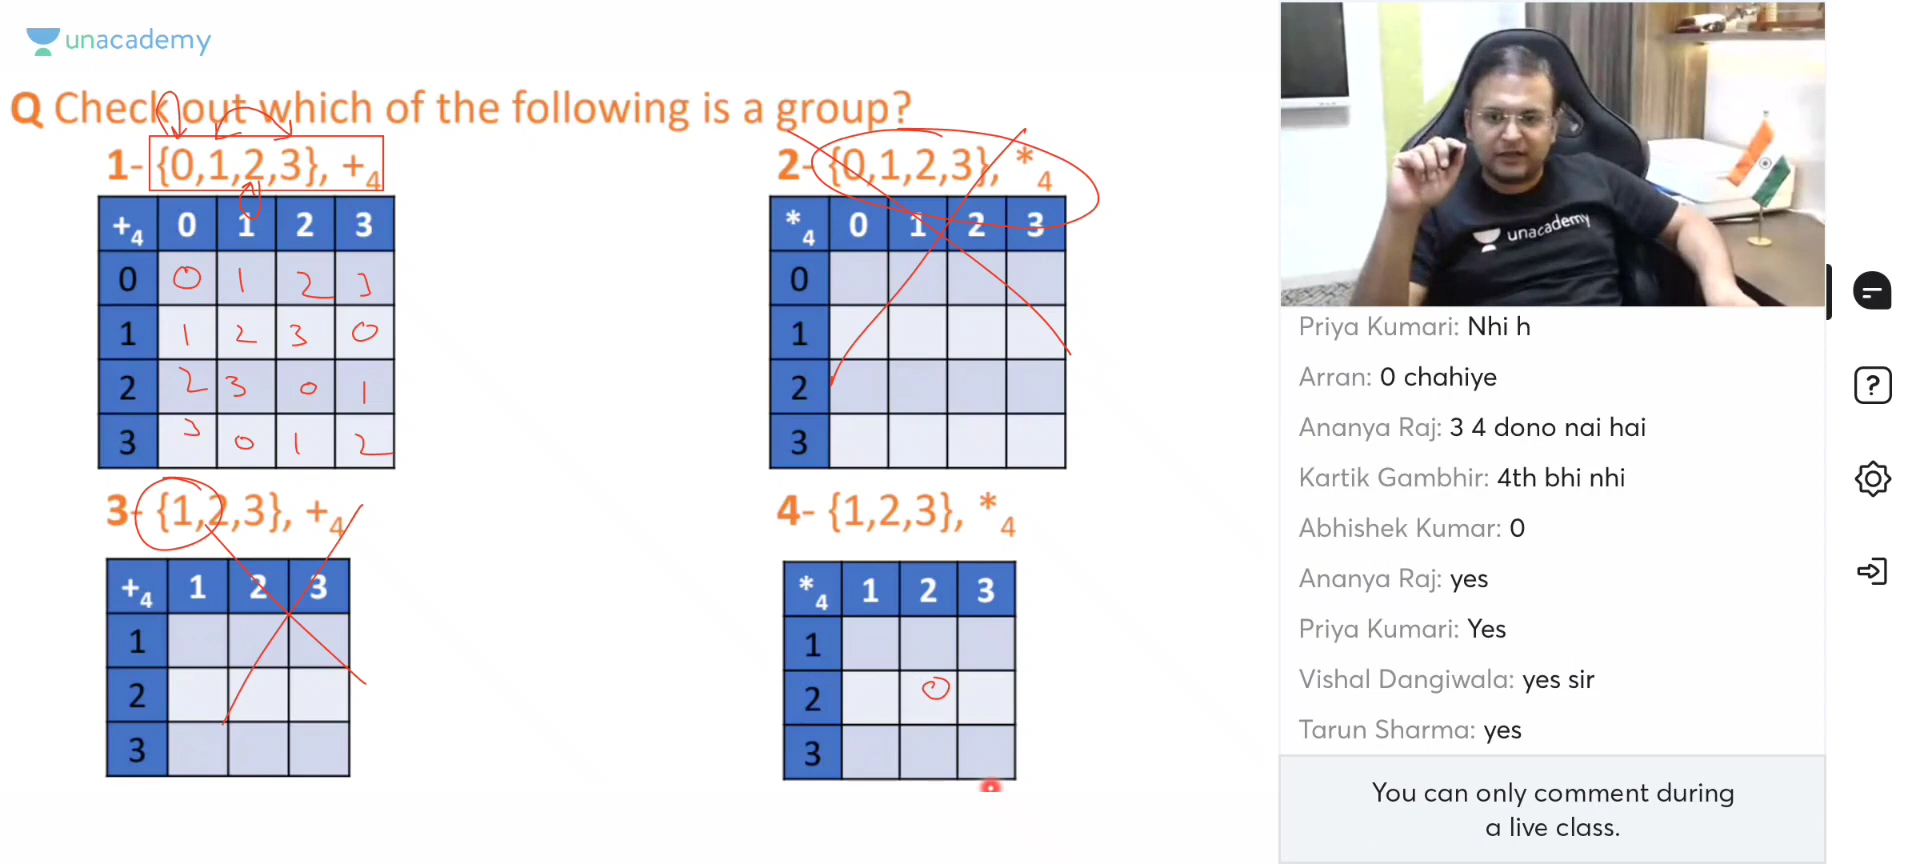 unacademy
Q Check out which of the following is a group?
1- {0,1,2,3}, +4
+4 0 1 2 3
0 0 1 2 3
1 1 2 3 0
2 2 3 0 1
3 3 0 1 2
2- {0,1,2,3}, *4
*4 0 1 2 3
0
1
2
3
3- {1,2,3}, +4
+4 1 2 3
1
2
3
4- {1,2,3}, *4
*4 1 2 3
1
2 0
3
unacademy
Priya Kumari: Nhi h
Arran: 0 chahiye
Ananya Raj: 3 4 dono nai hai
Kartik Gambhir: 4th bhi nhi
Abhishek Kumar: 0
Ananya Raj: yes
Priya Kumari: Yes
Vishal Dangiwala: yes sir
Tarun Sharma: yes
You can only comment during
a live class.
?